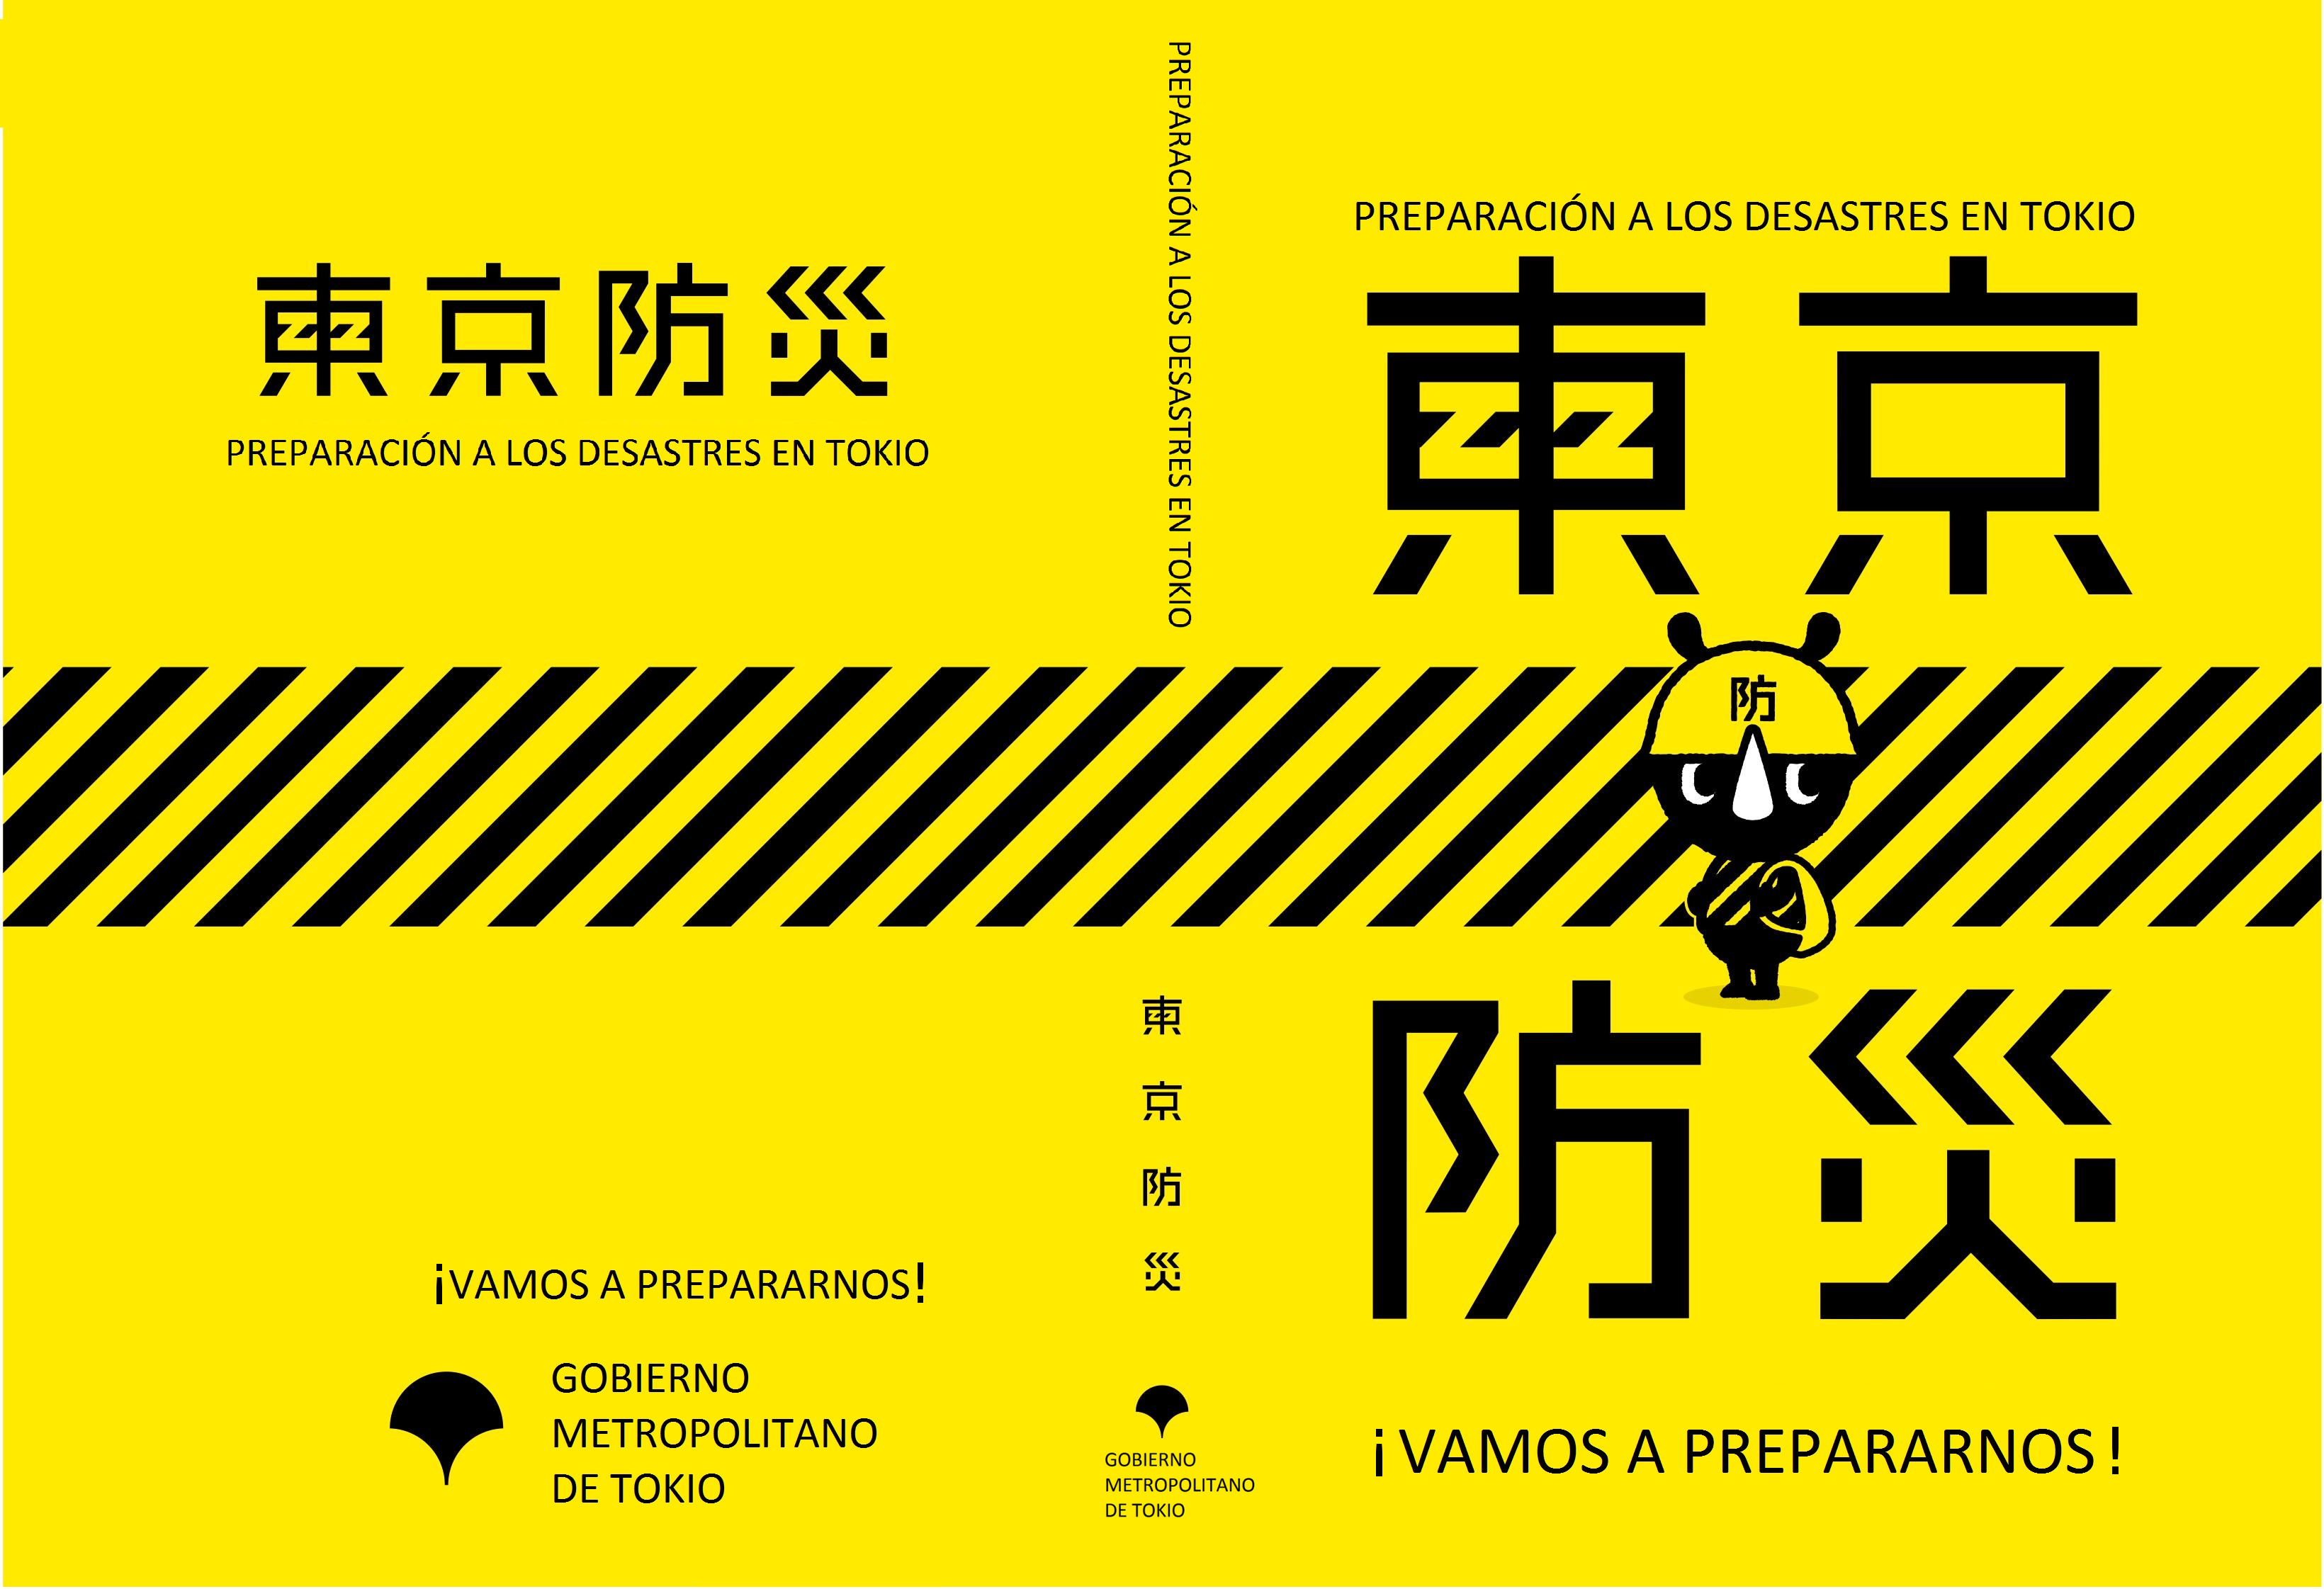 東京防災
PREPARACIÓN A LOS DESASTRES EN TOKIO
¡VAMOS A PREPARARNOS!
GOBIERNO
METROPOLITANO
DE TOKIO
PREPARACIÓN A LOS DESASTRES EN TOKIO
東京防災
GOBIERNO
METROPOLITANO
DE TOKIO
PREPARACIÓN A LOS DESASTRES EN TOKIO
東京
防
防災
¡VAMOS A PREPARARNOS!